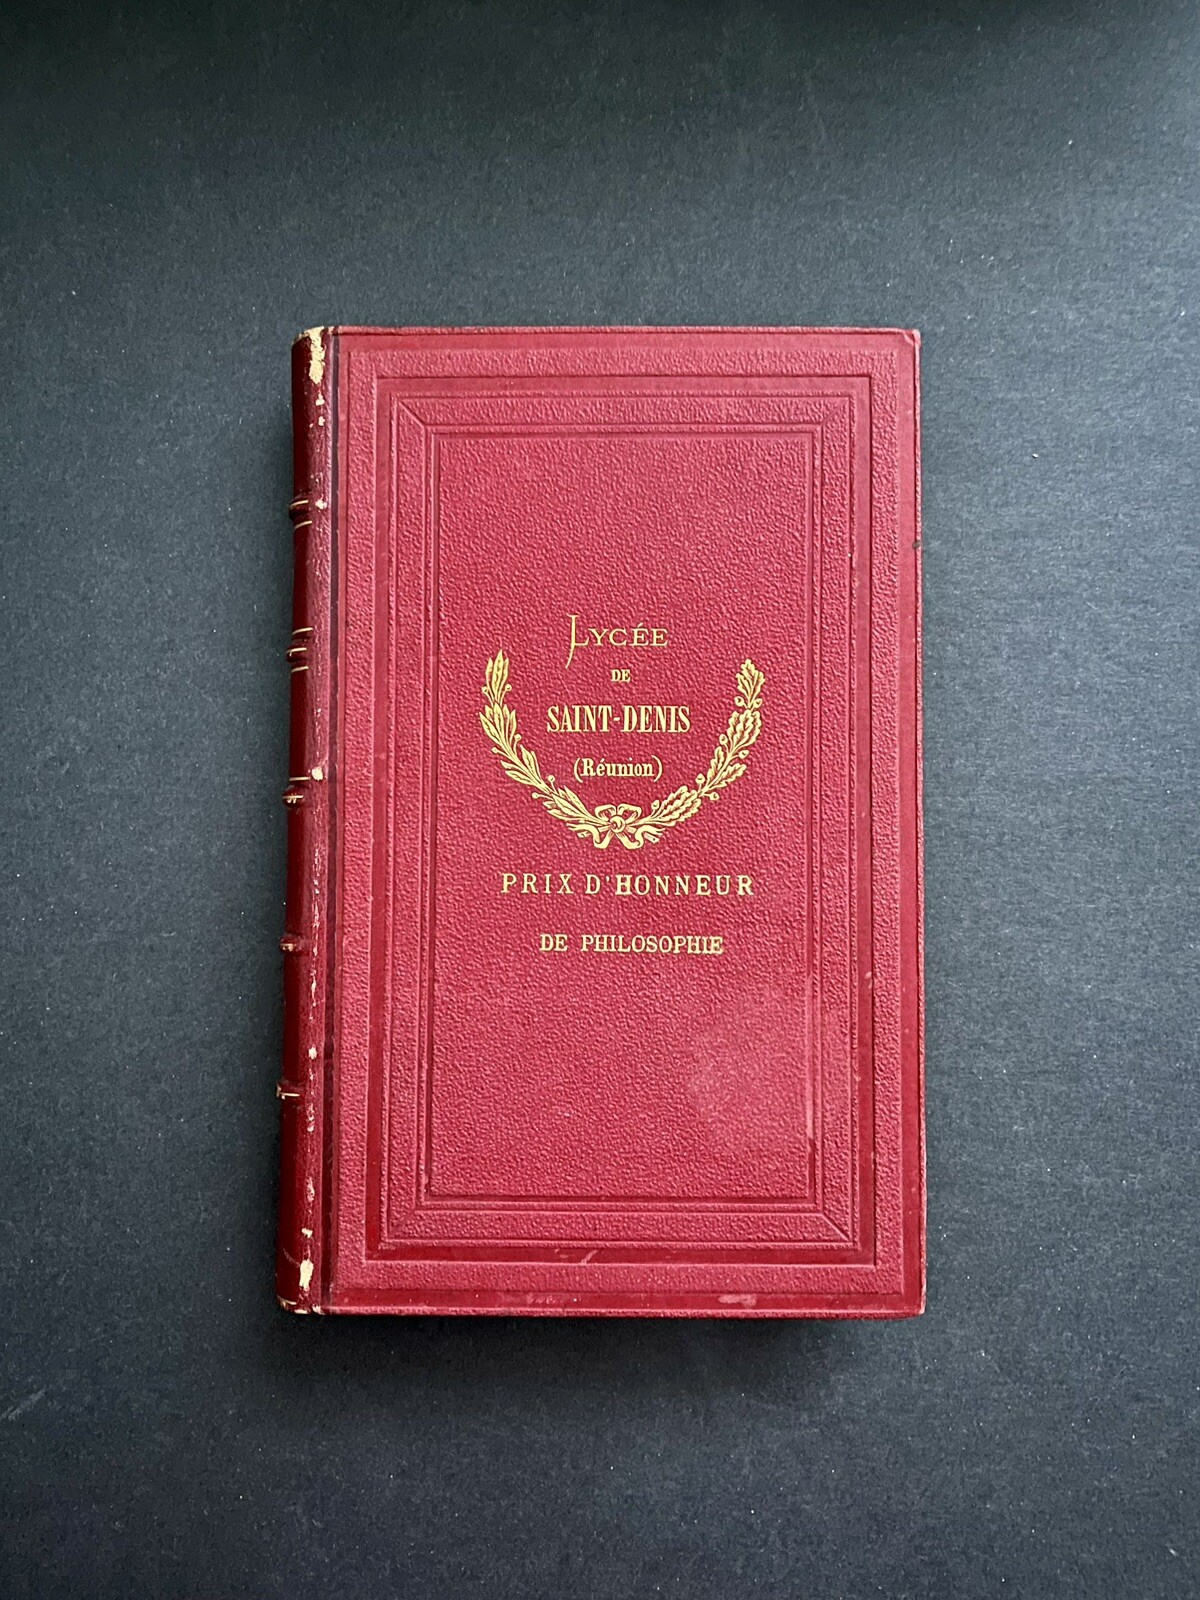 LYCÉE
DE
SAINT-DENIS
(Réunion)
PRIX D'HONNEUR
DE PHILOSOPHIE